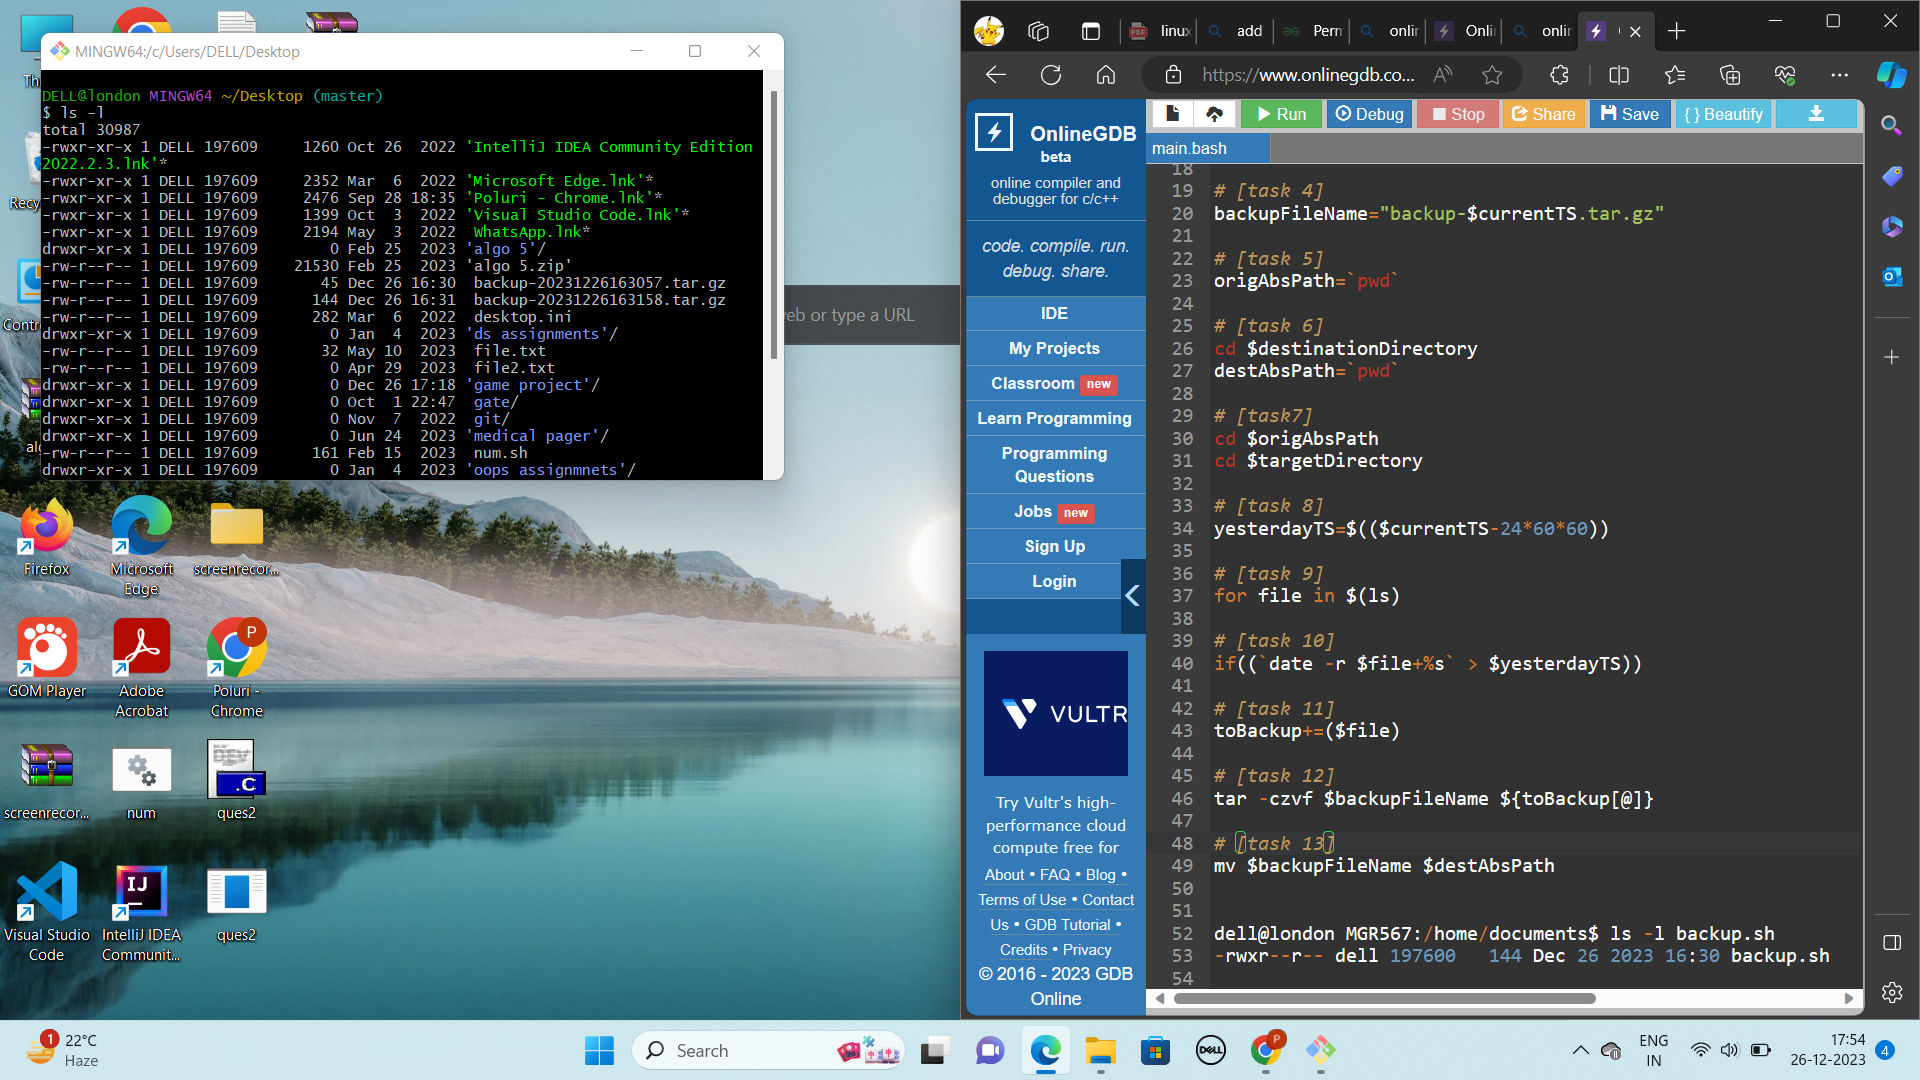 MINGW64:/c/Users/DELL/Desktop
DELL@london MINGW64 ~/Desktop (master)
$ ls -l
total 30987
-rwxr-xr-x 1 DELL 197609 1260 Oct 26 2022 'IntelliJ IDEA Community Edition
2022.2.3.lnk'*
-rwxr-xr-x 1 DELL 197609 2352 Mar 6 2022 'Microsoft Edge.lnk'*
-rwxr-xr-x 1 DELL 197609 2476 Sep 28 18:35 'Poluri - Chrome.lnk'*
-rwxr-xr-x 1 DELL 197609 1399 Oct 3 2022 'Visual Studio Code.lnk'*
-rwxr-xr-x 1 DELL 197609 2194 May 3 2022 WhatsApp.lnk*
drwxr-xr-x 1 DELL 197609 0 Feb 25 2023 'algo 5'/
-rw-r--r-- 1 DELL 197609 21530 Feb 25 2023 'algo 5.zip'
-rw-r--r-- 1 DELL 197609 45 Dec 26 16:30 backup-20231226163057.tar.gz
-rw-r--r-- 1 DELL 197609 144 Dec 26 16:31 backup-20231226163158.tar.gz
-rw-r--r-- 1 DELL 197609 282 Mar 6 2022 desktop.ini
drwxr-xr-x 1 DELL 197609 0 Jan 4 2023 'ds assignments'/
-rw-r--r-- 1 DELL 197609 32 May 10 2023 file.txt
-rw-r--r-- 1 DELL 197609 0 Apr 29 2023 file2.txt
drwxr-xr-x 1 DELL 197609 0 Dec 26 17:18 'game project'/
drwxr-xr-x 1 DELL 197609 0 Oct 1 22:47 gate/
drwxr-xr-x 1 DELL 197609 0 Nov 7 2022 git/
drwxr-xr-x 1 DELL 197609 0 Jun 24 2023 'medical pager'/
-rw-r--r-- 1 DELL 197609 161 Feb 15 2023 num.sh
drwxr-xr-x 1 DELL 197609 0 Jan 4 2023 'oops assignmnets'/
Th
Recy
Contr
al
eb or type a URL
Firefox
Microsoft Edge
screenrecor...
GOM Player
Adobe Acrobat
Poluri - Chrome
screenrecor...
num
ques2
.C
Visual Studio Code
IntelliJ IDEA Communit...
ques2
linux
add
Perm
onlin
Onli
onlin
https://www.onlinegdb.co...
OnlineGDB
beta
online compiler and
debugger for c/c++
code. compile. run.
debug. share.
IDE
My Projects
Classroom new
Learn Programming
Programming
Questions
Jobs new
Sign Up
Login
VULTR
Try Vultr's high-
performance cloud
compute free for
About • FAQ • Blog •
Terms of Use • Contact
Us • GDB Tutorial •
Credits • Privacy
© 2016 - 2023 GDB
Online
Run Debug Stop Share Save { } Beautify
main.bash
18
19 # [task 4]
20 backupFileName="backup-$currentTS.tar.gz"
21
22 # [task 5]
23 origAbsPath=`pwd`
24
25 # [task 6]
26 cd $destinationDirectory
27 destAbsPath=`pwd`
28
29 # [task7]
30 cd $origAbsPath
31 cd $targetDirectory
32
33 # [task 8]
34 yesterdayTS=$(($currentTS-24*60*60))
35
36 # [task 9]
37 for file in $(ls)
38
39 # [task 10]
40 if((`date -r $file+%s` > $yesterdayTS))
41
42 # [task 11]
43 toBackup+=($file)
44
45 # [task 12]
46 tar -czvf $backupFileName ${toBackup[@]}
47
48 # [task 13]
49 mv $backupFileName $destAbsPath
50
51
52 dell@london MGR567:/home/documents$ ls -l backup.sh
53 -rwxr--r-- dell 197600 144 Dec 26 2023 16:30 backup.sh
54
1
22°C
Haze
Search
DELL
P
ENG
IN
17:54
26-12-2023
4